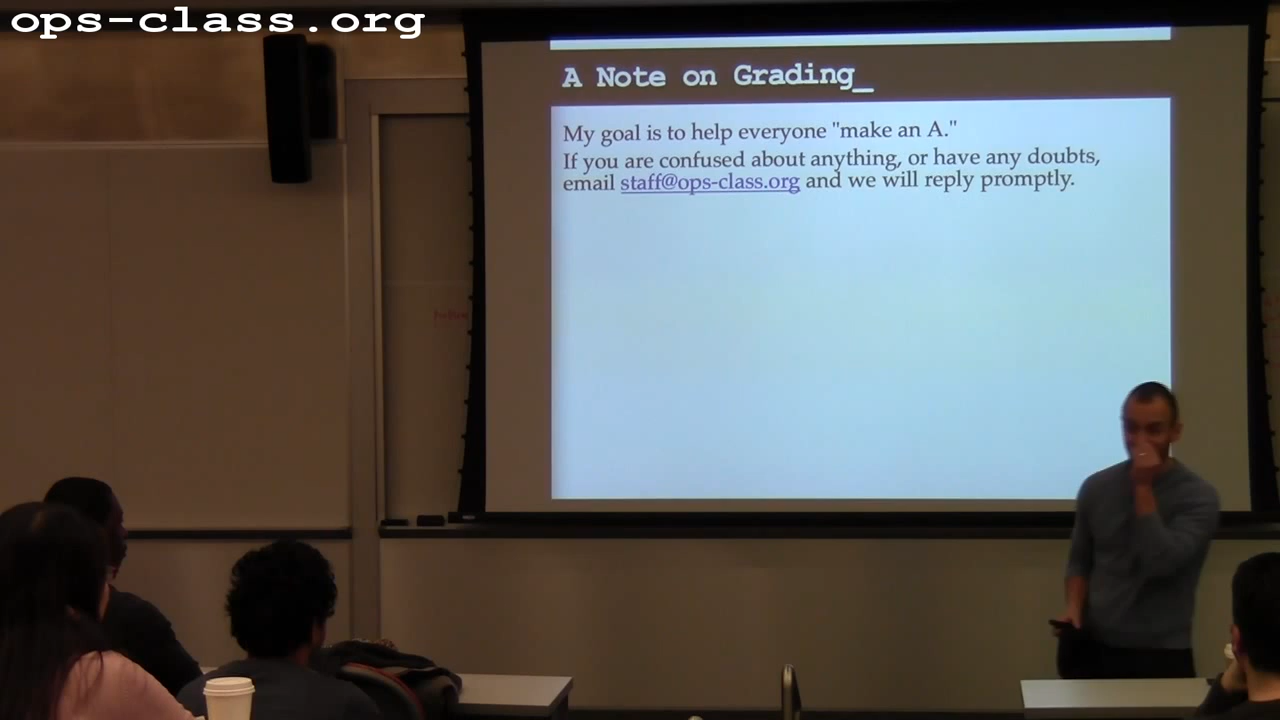 ops-class.org
A Note on Grading_
My goal is to help everyone "make an A."
If you are confused about anything, or have any doubts,
email staff@ops-class.org and we will reply promptly.